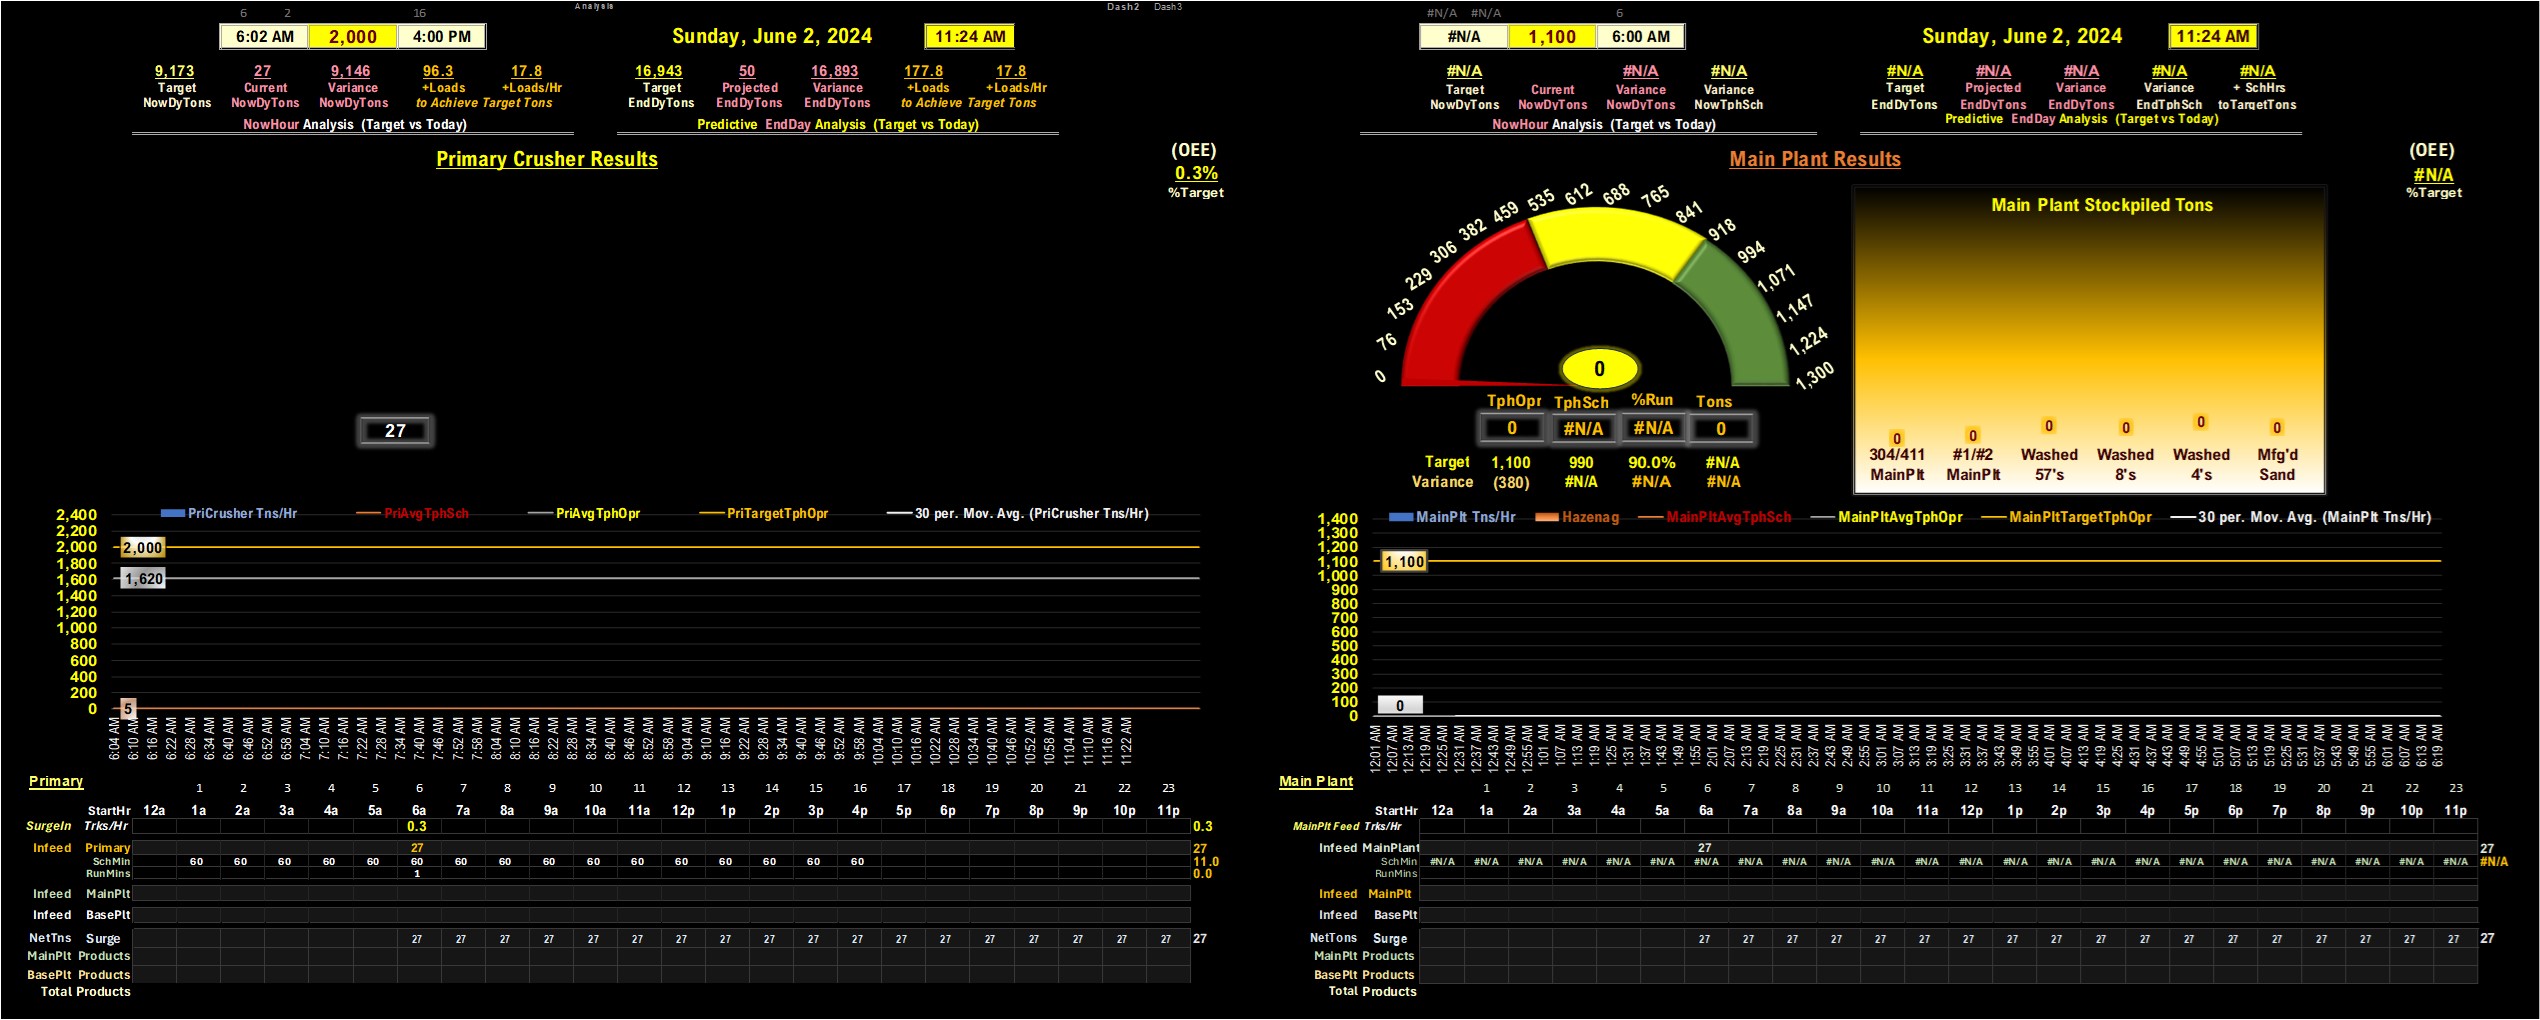 Analysis Dash2 Dash3
6 2 16
6:02 AM 2,000 4:00 PM
Sunday, June 2, 2024 11:24 AM
9,173 27 9,146 96.3 17.8
Target Current Variance +Loads +Loads/Hr
NowDyTons NowDyTons NowDyTons to Achieve Target Tons
NowHour Analysis (Target vs Today)
16,943 50 16,893 177.8 17.8
Target Projected Variance +Loads +Loads/Hr
EndDyTons EndDyTons EndDyTons to Achieve Target Tons
Predictive EndDay Analysis (Target vs Today)
Primary Crusher Results
(OEE)
0.3%
%Target
27
PriCrusher Tns/Hr PriAvgTphSch PriAvgTphOpr PriTargetTphOpr 30 per. Mov. Avg. (PriCrusher Tns/Hr)
2,400
2,200
2,000 2,000
1,800
1,600 1,620
1,400
1,200
1,000
800
600
400
200
0 5
6:04 AM 6:10 AM 6:16 AM 6:22 AM 6:28 AM 6:34 AM 6:40 AM 6:46 AM 6:52 AM 6:58 AM 7:04 AM 7:10 AM 7:16 AM 7:22 AM 7:28 AM 7:34 AM 7:40 AM 7:46 AM 7:52 AM 7:58 AM 8:04 AM 8:10 AM 8:16 AM 8:22 AM 8:28 AM 8:34 AM 8:40 AM 8:46 AM 8:52 AM 8:58 AM 9:04 AM 9:10 AM 9:16 AM 9:22 AM 9:28 AM 9:34 AM 9:40 AM 9:46 AM 9:52 AM 9:58 AM 10:04 AM 10:10 AM 10:16 AM 10:22 AM 10:28 AM 10:34 AM 10:40 AM 10:46 AM 10:52 AM 10:58 AM 11:04 AM 11:10 AM 11:16 AM 11:22 AM
Primary
1 2 3 4 5 6 7 8 9 10 11 12 13 14 15 16 17 18 19 20 21 22 23
StartHr 12a 1a 2a 3a 4a 5a 6a 7a 8a 9a 10a 11a 12p 1p 2p 3p 4p 5p 6p 7p 8p 9p 10p 11p
SurgeIn Trks/Hr 0.3 0.3
Infeed Primary 27 27
SchMin 60 60 60 60 60 60 60 60 60 60 60 60 60 60 60 60 11.0
RunMins 1 0.0
Infeed MainPlt
Infeed BasePlt
NetTns Surge 27 27 27 27 27 27 27 27 27 27 27 27 27 27 27 27 27 27 27
MainPlt Products
BasePlt Products
Total Products
#N/A #N/A 6
#N/A 1,100 6:00 AM
Sunday, June 2, 2024 11:24 AM
#N/A #N/A #N/A
Target Current Variance Variance
NowDyTons NowDyTons NowDyTons NowTphSch
NowHour Analysis (Target vs Today)
#N/A #N/A #N/A #N/A #N/A
Target Projected Variance Variance + SchHrs
EndDyTons EndDyTons EndDyTons EndTphSch toTargetTons
Predictive EndDay Analysis (Target vs Today)
Main Plant Results
(OEE)
#N/A
%Target
0 76 153 229 306 382 459 535 612 688 765 841 918 994 1,071 1,147 1,224 1,300
0
TphOpr TphSch %Run Tons
0 #N/A #N/A 0
Target 1,100 990 90.0% #N/A
Variance (380) #N/A #N/A #N/A
Main Plant Stockpiled Tons
0 0 0 0 0 0
304/411 #1/#2 Washed Washed Washed Mfg'd
MainPlt MainPlt 57's 8's 4's Sand
MainPlt Tns/Hr Hazenag MainPltAvgTphSch MainPltAvgTphOpr MainPltTargetTphOpr 30 per. Mov. Avg. (MainPlt Tns/Hr)
1,400
1,300
1,200
1,100 1,100
1,000
900
800
700
600
500
400
300
200
100 0
0
12:01 AM 12:07 AM 12:13 AM 12:19 AM 12:25 AM 12:31 AM 12:37 AM 12:43 AM 12:49 AM 12:55 AM 1:01 AM 1:07 AM 1:13 AM 1:19 AM 1:25 AM 1:31 AM 1:37 AM 1:43 AM 1:49 AM 1:55 AM 2:01 AM 2:07 AM 2:13 AM 2:19 AM 2:25 AM 2:31 AM 2:37 AM 2:43 AM 2:49 AM 2:55 AM 3:01 AM 3:07 AM 3:13 AM 3:19 AM 3:25 AM 3:31 AM 3:37 AM 3:43 AM 3:49 AM 3:55 AM 4:01 AM 4:07 AM 4:13 AM 4:19 AM 4:25 AM 4:31 AM 4:37 AM 4:43 AM 4:49 AM 4:55 AM 5:01 AM 5:07 AM 5:13 AM 5:19 AM 5:25 AM 5:31 AM 5:37 AM 5:43 AM 5:49 AM 5:55 AM 6:01 AM 6:07 AM 6:13 AM 6:19 AM
Main Plant
1 2 3 4 5 6 7 8 9 10 11 12 13 14 15 16 17 18 19 20 21 22 23
StartHr 12a 1a 2a 3a 4a 5a 6a 7a 8a 9a 10a 11a 12p 1p 2p 3p 4p 5p 6p 7p 8p 9p 10p 11p
MainPlt Feed Trks/Hr
Infeed MainPlant 27 27
SchMin #N/A #N/A #N/A #N/A #N/A #N/A #N/A #N/A #N/A #N/A #N/A #N/A #N/A #N/A #N/A #N/A #N/A #N/A #N/A #N/A #N/A #N/A #N/A #N/A #N/A
RunMins
Infeed MainPlt
Infeed BasePlt
NetTons Surge 27 27 27 27 27 27 27 27 27 27 27 27 27 27 27 27 27 27 27
MainPlt Products
BasePlt Products
Total Products